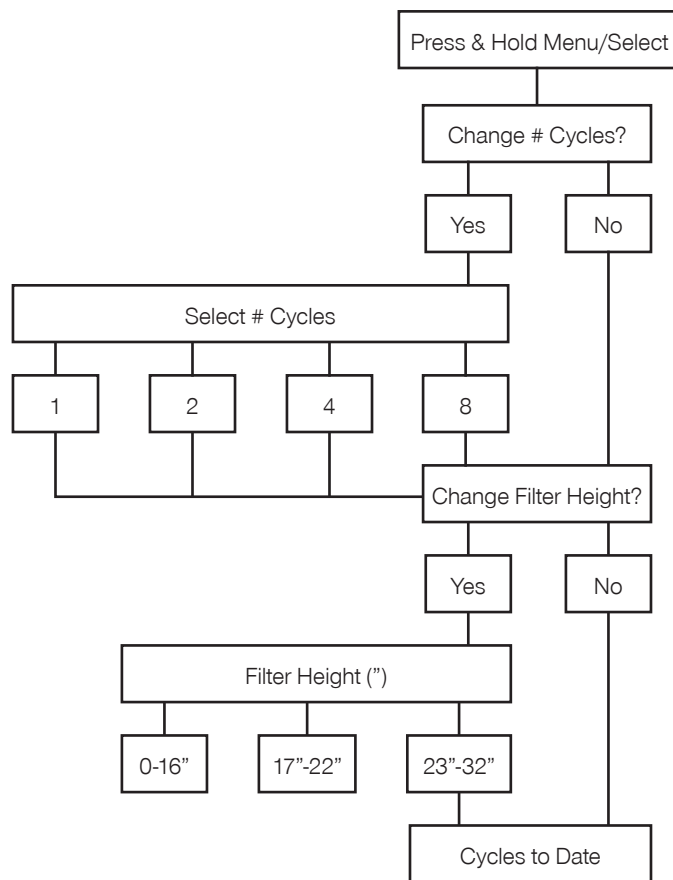 Press & Hold Menu/Select
Change # Cycles?
Yes
No
Select # Cycles
1
2
4
8
Change Filter Height?
Yes
No
Filter Height (”)
0-16”
17”-22”
23”-32”
Cycles to Date